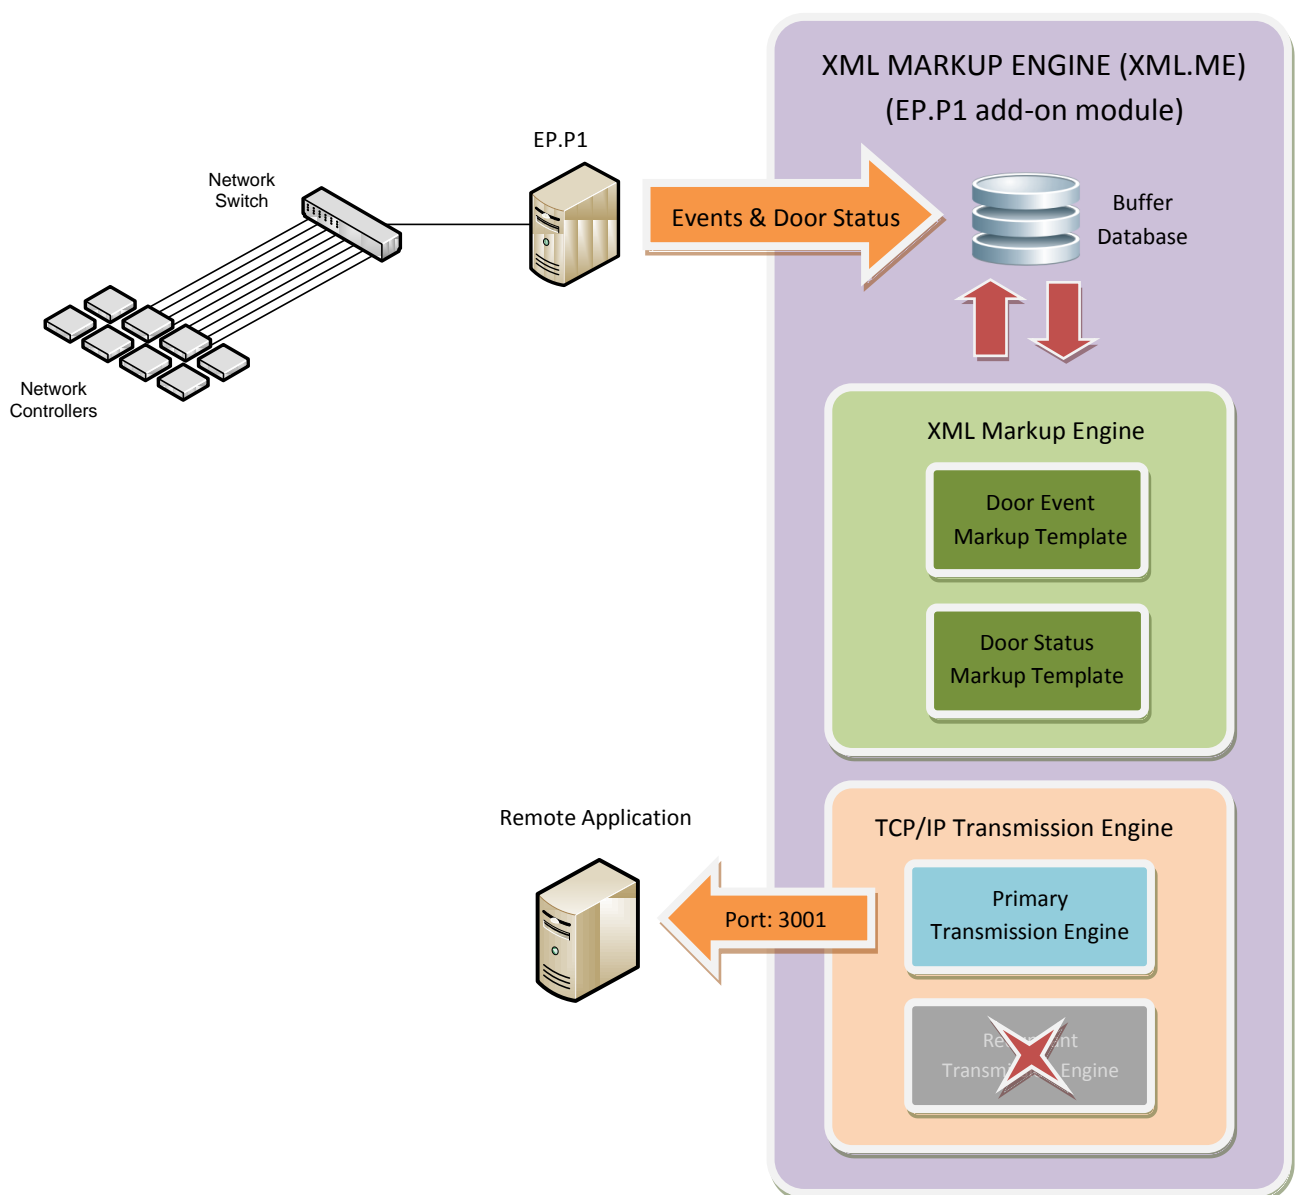 XML MARKUP ENGINE (XML.ME)
(EP.P1 add-on module)
EP.P1
Network
Switch
Events & Door Status
Buffer
Database
Network
Controllers
XML Markup Engine
Door Event
Markup Template
Door Status
Markup Template
Remote Application
TCP/IP Transmission Engine
Port: 3001
Primary
Transmission Engine
Redundant
Transmission Engine